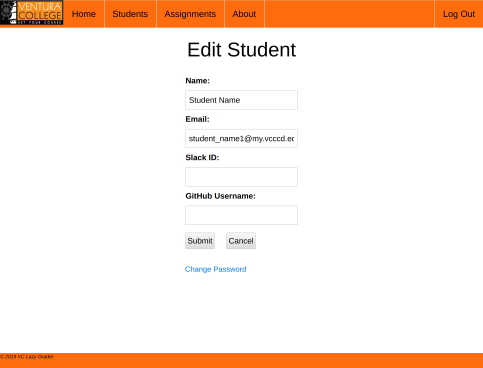 VENTURA
COLLEGE
SET YOUR COURSE
Home
Students
Assignments
About
Log Out
Edit Student
Name:
Student Name
Email:
student_name1@my.vcccd.ec
Slack ID:
GitHub Username:
Submit
Cancel
Change Password
© 2019 VC Lazy Grader